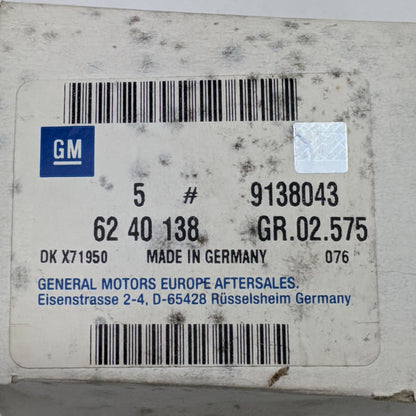 GM
5 # 9138043
62 40 138 GR.02.575
DK X71950 MADE IN GERMANY 076
GENERAL MOTORS EUROPE AFTERSALES.
Eisenstrasse 2-4, D-65428 Rüsselsheim Germany